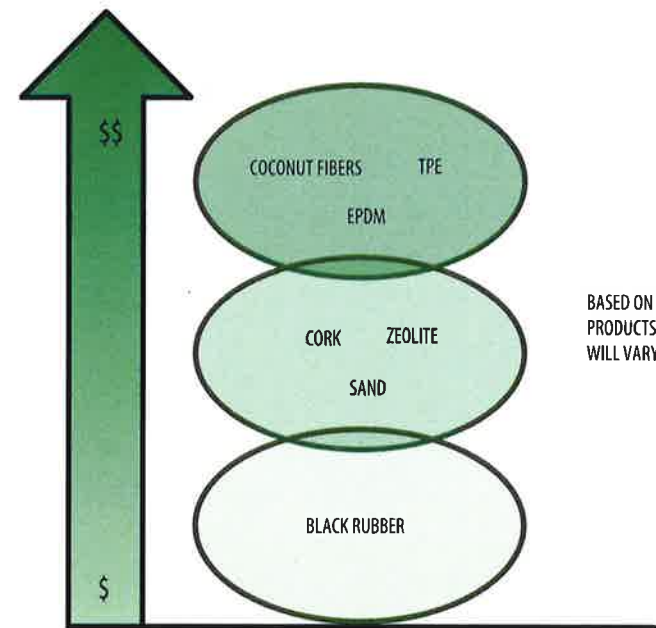 $$
COCONUT FIBERS TPE
EPDM
CORK ZEOLITE
SAND
BASED ON
PRODUCTS
WILL VARY
BLACK RUBBER
$